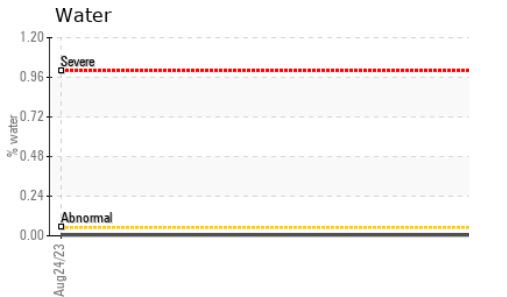 Water
1.20
Severe
0.96
0.72
% water
0.48
0.24
Abnormal
0.00
Aug24/23